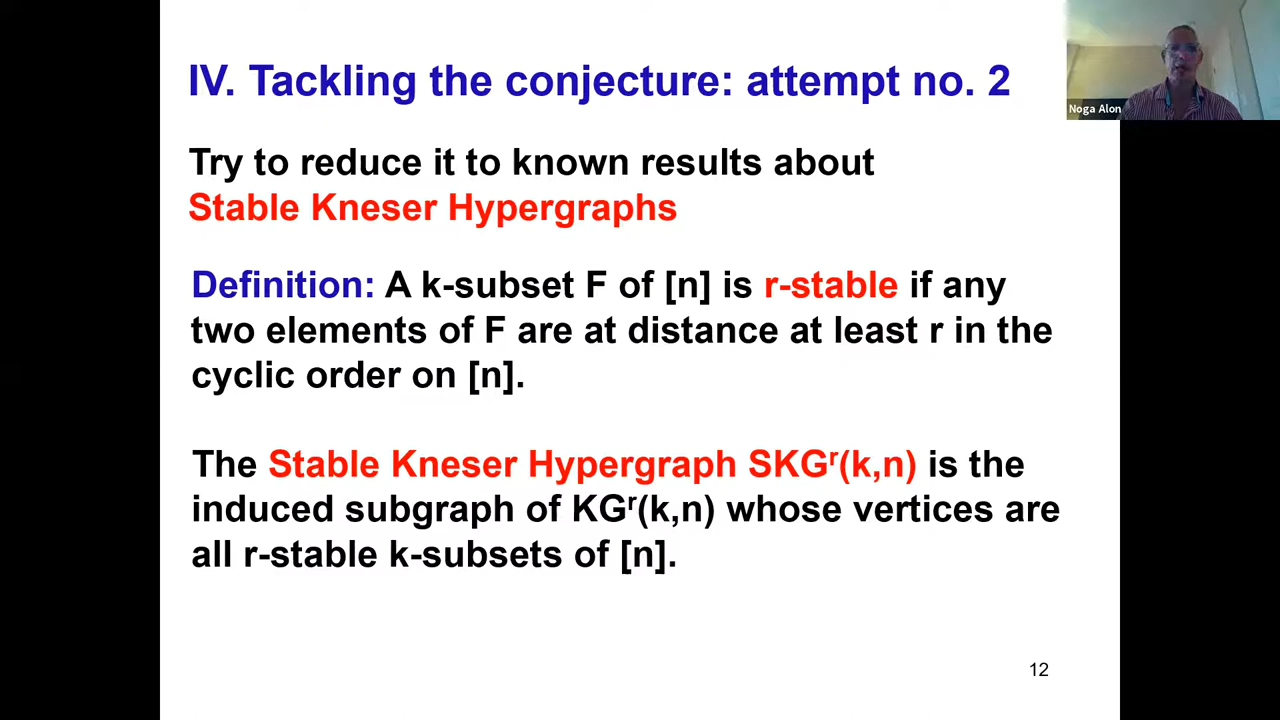 IV. Tackling the conjecture: attempt no. 2
Noga Alon
Try to reduce it to known results about
Stable Kneser Hypergraphs
Definition: A k-subset F of [n] is r-stable if any
two elements of F are at distance at least r in the
cyclic order on [n].
The Stable Kneser Hypergraph SKGʳ(k,n) is the
induced subgraph of KGʳ(k,n) whose vertices are
all r-stable k-subsets of [n].
12